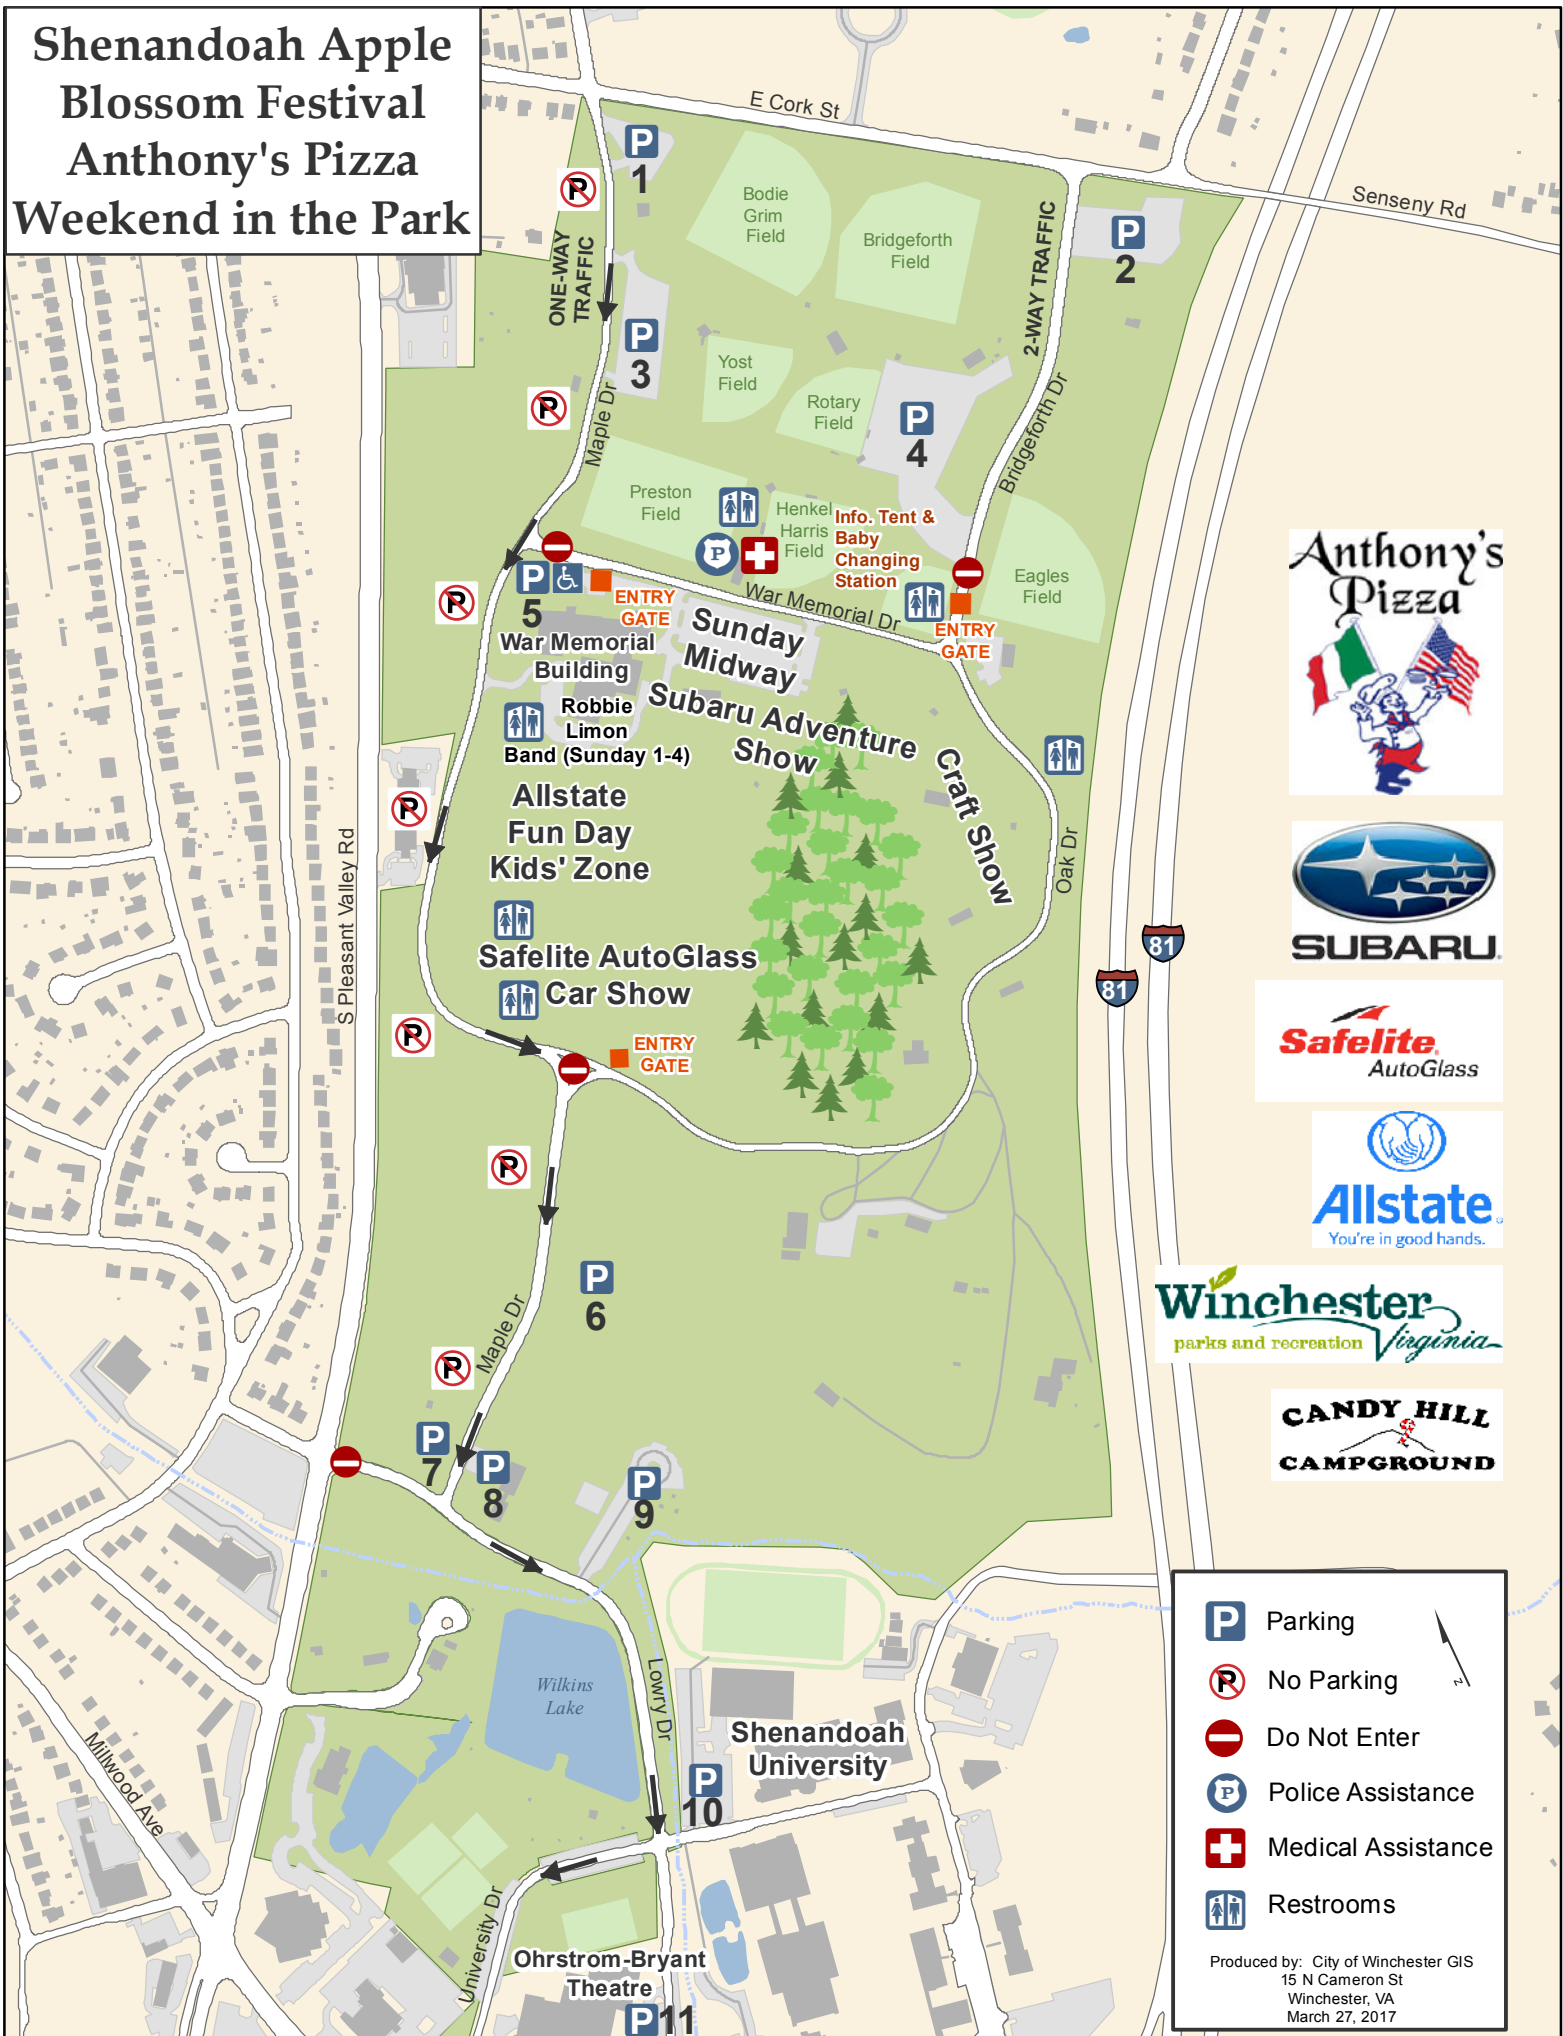 Shenandoah Apple
Blossom Festival
Anthony's Pizza
Weekend in the Park
E Cork St
Senseny Rd
P
1
P
Bodie
Grim
Field
Bridgeforth
Field
2-WAY TRAFFIC
P
2
ONE-WAY
TRAFFIC
P
3
Yost
Field
Rotary
Field
P
4
P
Maple Dr
Bridgeforth Dr
Preston
Field
Henkel
Harris
Field
Info. Tent &
Baby
Changing
Station
P
Eagles
Field
P
5
ENTRY
GATE
War Memorial Dr
ENTRY
GATE
P
War Memorial
Building
Sunday
Midway
Subaru Adventure
Show
Robbie
Limon
Band (Sunday 1-4)
Craft Show
Allstate
Fun Day
Kids' Zone
P
S Pleasant Valley Rd
Oak Dr
Safelite AutoGlass
Car Show
81
81
P
ENTRY
GATE
P
P
6
Maple Dr
P
P
7
P
8
P
9
Wilkins
Lake
Lowry Dr
Shenandoah
University
P
10
Millwood Ave
University Dr
Ohrstrom-Bryant
Theatre
P 11
Anthony's
Pizza
SUBARU
Safelite
AutoGlass
Allstate
You're in good hands.
Winchester
parks and recreation Virginia
CANDY HILL
CAMPGROUND
P Parking
P No Parking
N
Do Not Enter
P Police Assistance
Medical Assistance
Restrooms
Produced by: City of Winchester GIS
15 N Cameron St
Winchester, VA
March 27, 2017